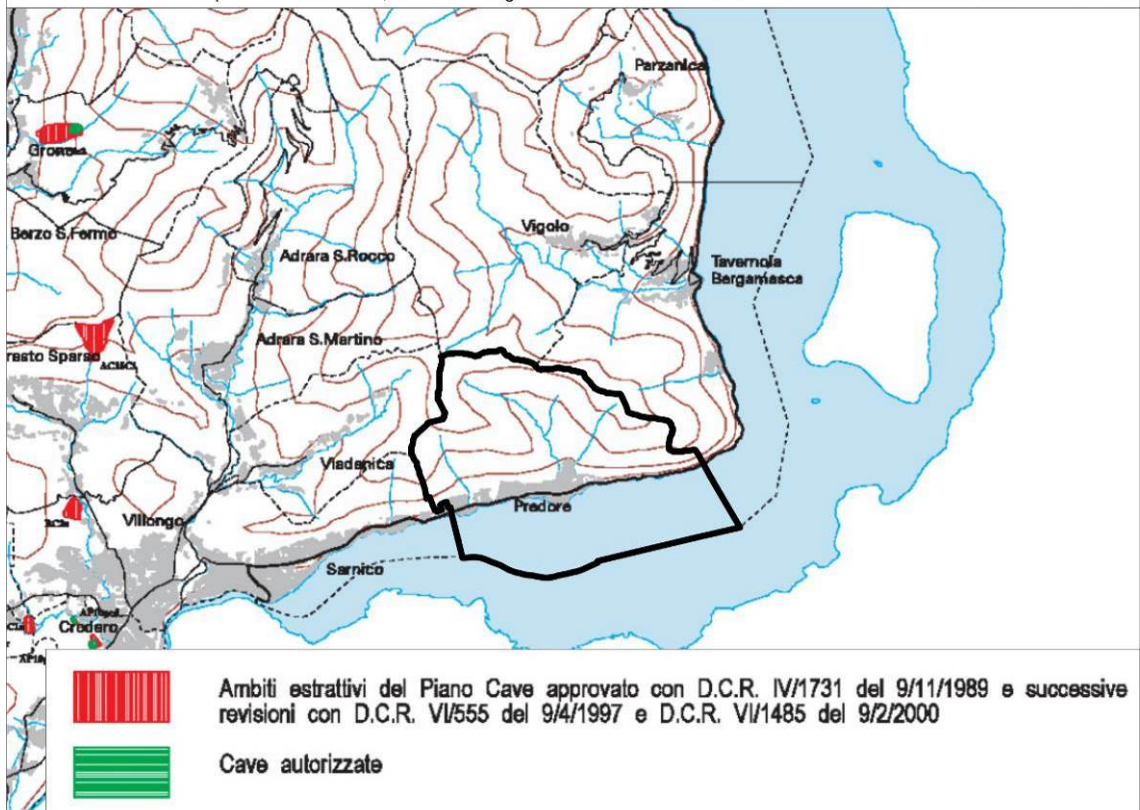 Parzanica
Grone
Vigolo
Berzo S.Fermo
Adrara S.Rocco
Tavernola
Bergamasca
Adrara S.Martino
resto Sparso
Viadanica
Predore
Villongo
Sarnico
Credaro
Ambiti estrattivi del Piano Cave approvato con D.C.R. IV/1731 del 9/11/1989 e successive
revisioni con D.C.R. VI/555 del 9/4/1997 e D.C.R. VI/1485 del 9/2/2000
Cave autorizzate